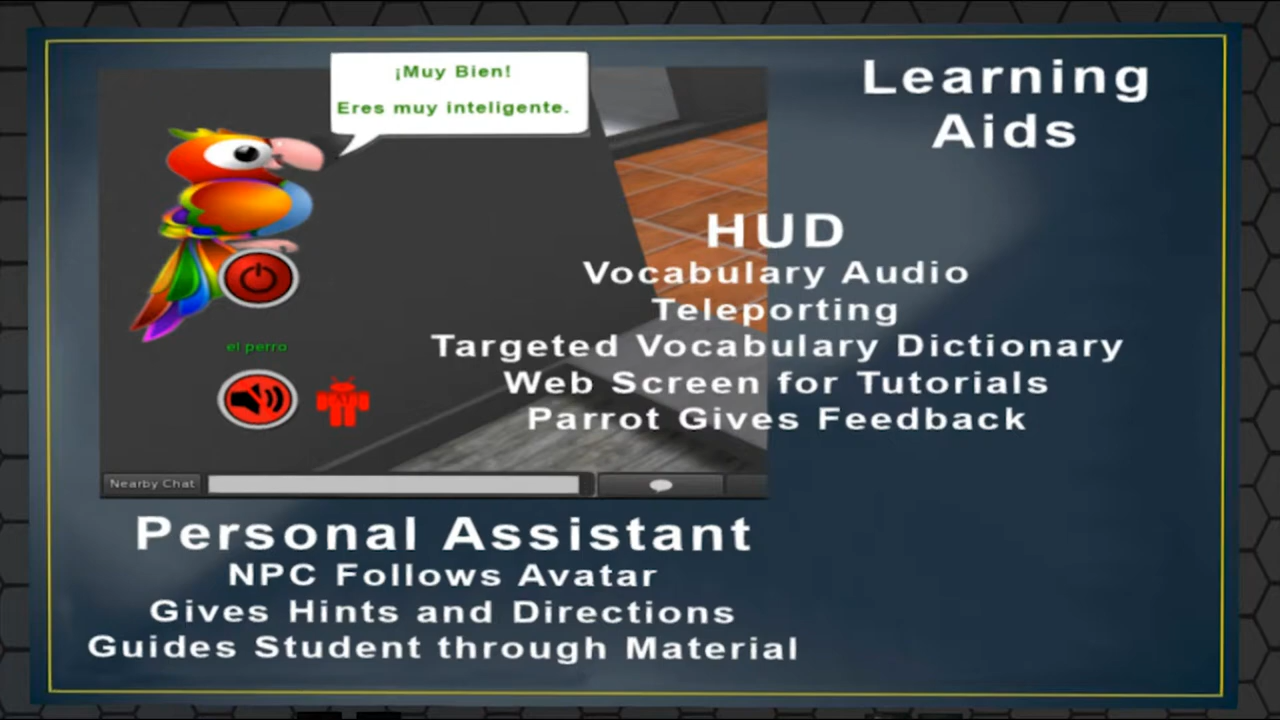 ¡Muy Bien!
Eres muy inteligente.
Learning
Aids
HUD
Vocabulary Audio
Teleporting
Targeted Vocabulary Dictionary
Web Screen for Tutorials
Parrot Gives Feedback
el perro
Nearby Chat
Personal Assistant
NPC Follows Avatar
Gives Hints and Directions
Guides Student through Material